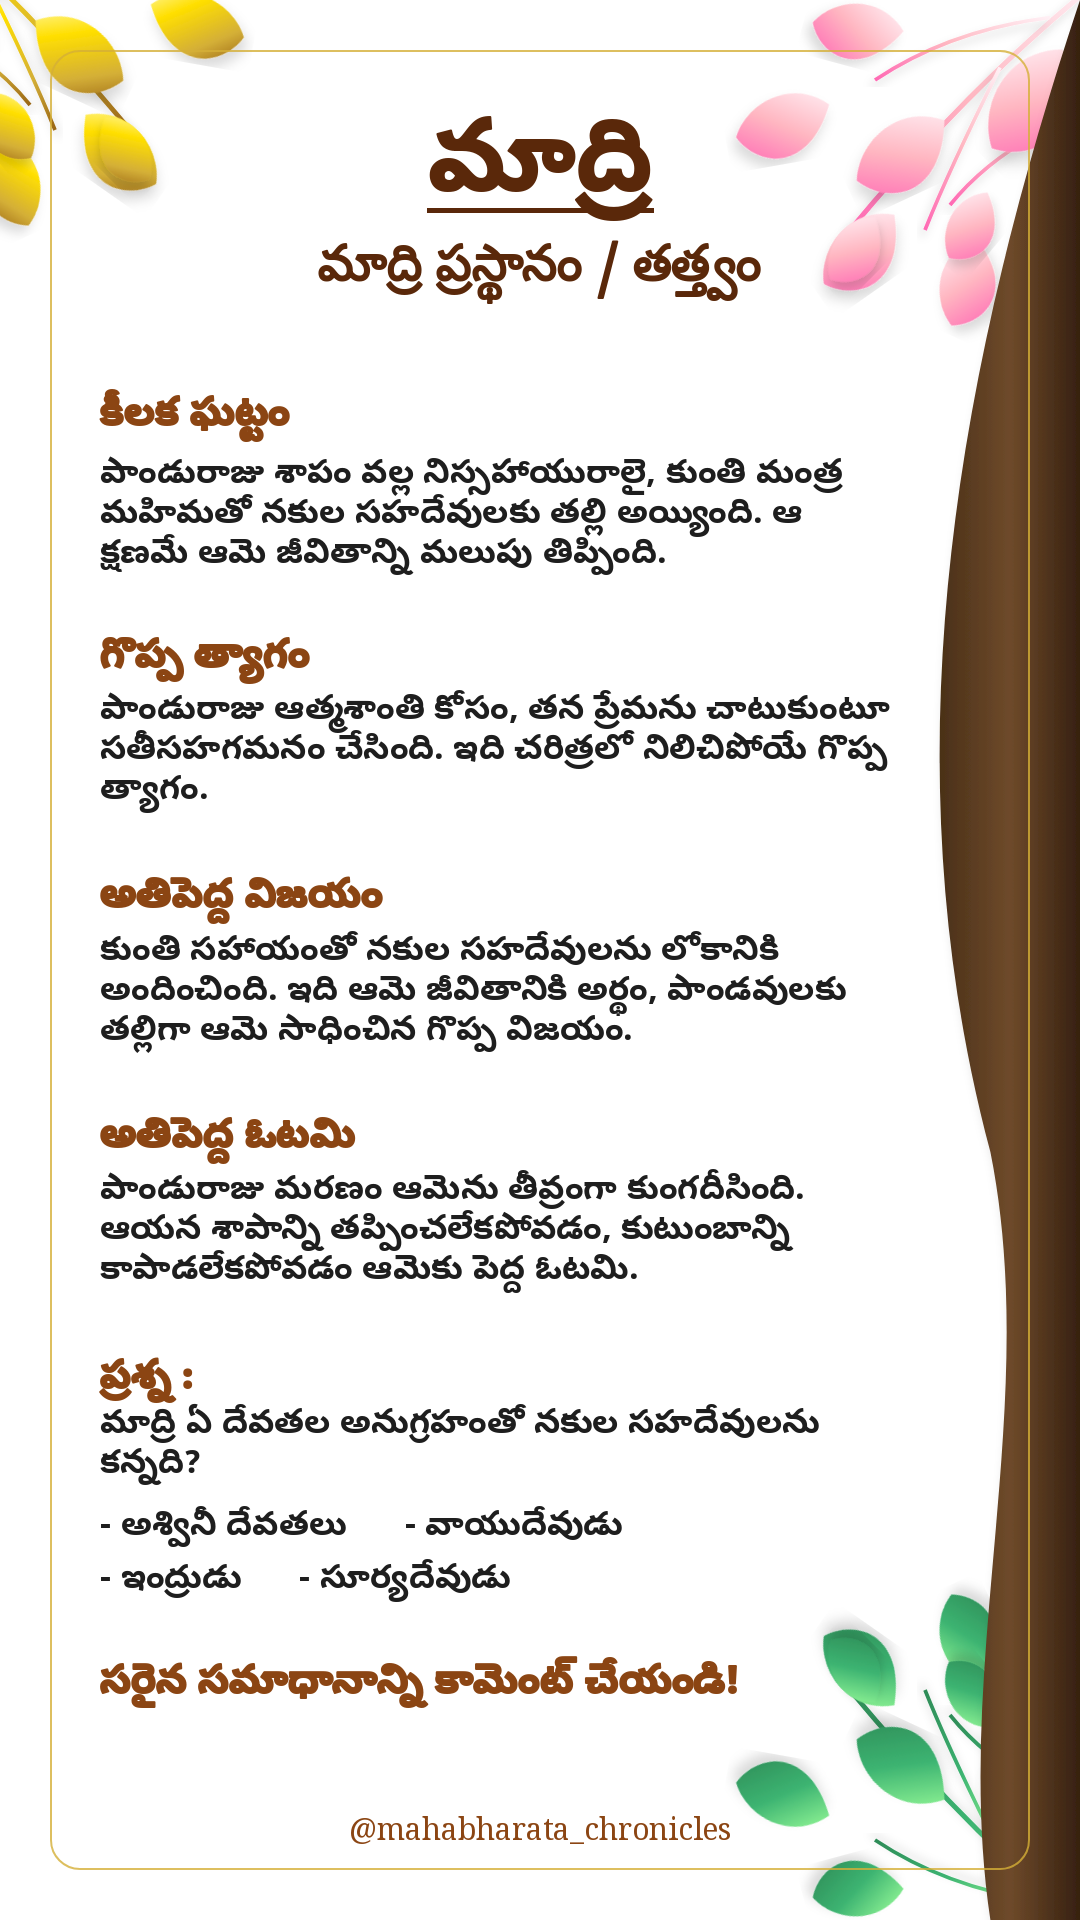 మాద్రి
మాద్రి ప్రస్థానం / తత్త్వం
కీలక ఘట్టం
పాండురాజు శాపం వల్ల నిస్సహాయురాలై, కుంతి మంత్ర
మహిమతో నకుల సహదేవులకు తల్లి అయ్యింది. ఆ
క్షణమే ఆమె జీవితాన్ని మలుపు తిప్పింది.
గొప్ప త్యాగం
పాండురాజు ఆత్మశాంతి కోసం, తన ప్రేమను చాటుకుంటూ
సతీసహగమనం చేసింది. ఇది చరిత్రలో నిలిచిపోయే గొప్ప
త్యాగం.
అతిపెద్ద విజయం
కుంతి సహాయంతో నకుల సహదేవులను లోకానికి
అందించింది. ఇది ఆమె జీవితానికి అర్థం, పాండవులకు
తల్లిగా ఆమె సాధించిన గొప్ప విజయం.
అతిపెద్ద ఓటమి
పాండురాజు మరణం ఆమెను తీవ్రంగా కుంగదీసింది.
ఆయన శాపాన్ని తప్పించలేకపోవడం, కుటుంబాన్ని
కాపాడలేకపోవడం ఆమెకు పెద్ద ఓటమి.
ప్రశ్న :
మాద్రి ఏ దేవతల అనుగ్రహంతో నకుల సహదేవులను
కన్నది?
- అశ్వినీ దేవతలు - వాయుదేవుడు
- ఇంద్రుడు - సూర్యదేవుడు
సరైన సమాధానాన్ని కామెంట్ చేయండి!
@mahabharata_chronicles